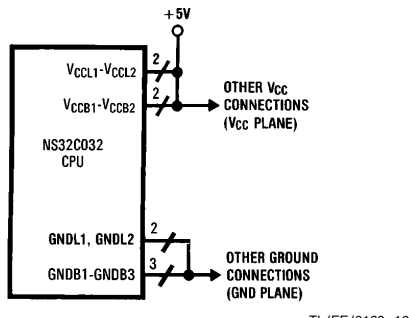 +5V
VCCL1-VCCL2
2
VCCB1-VCCB2
2
OTHER VCC
CONNECTIONS
(VCC PLANE)
NS32C032
CPU
GNDL1, GNDL2
2
GNDB1-GNDB3
3
OTHER GROUND
CONNECTIONS
(GND PLANE)